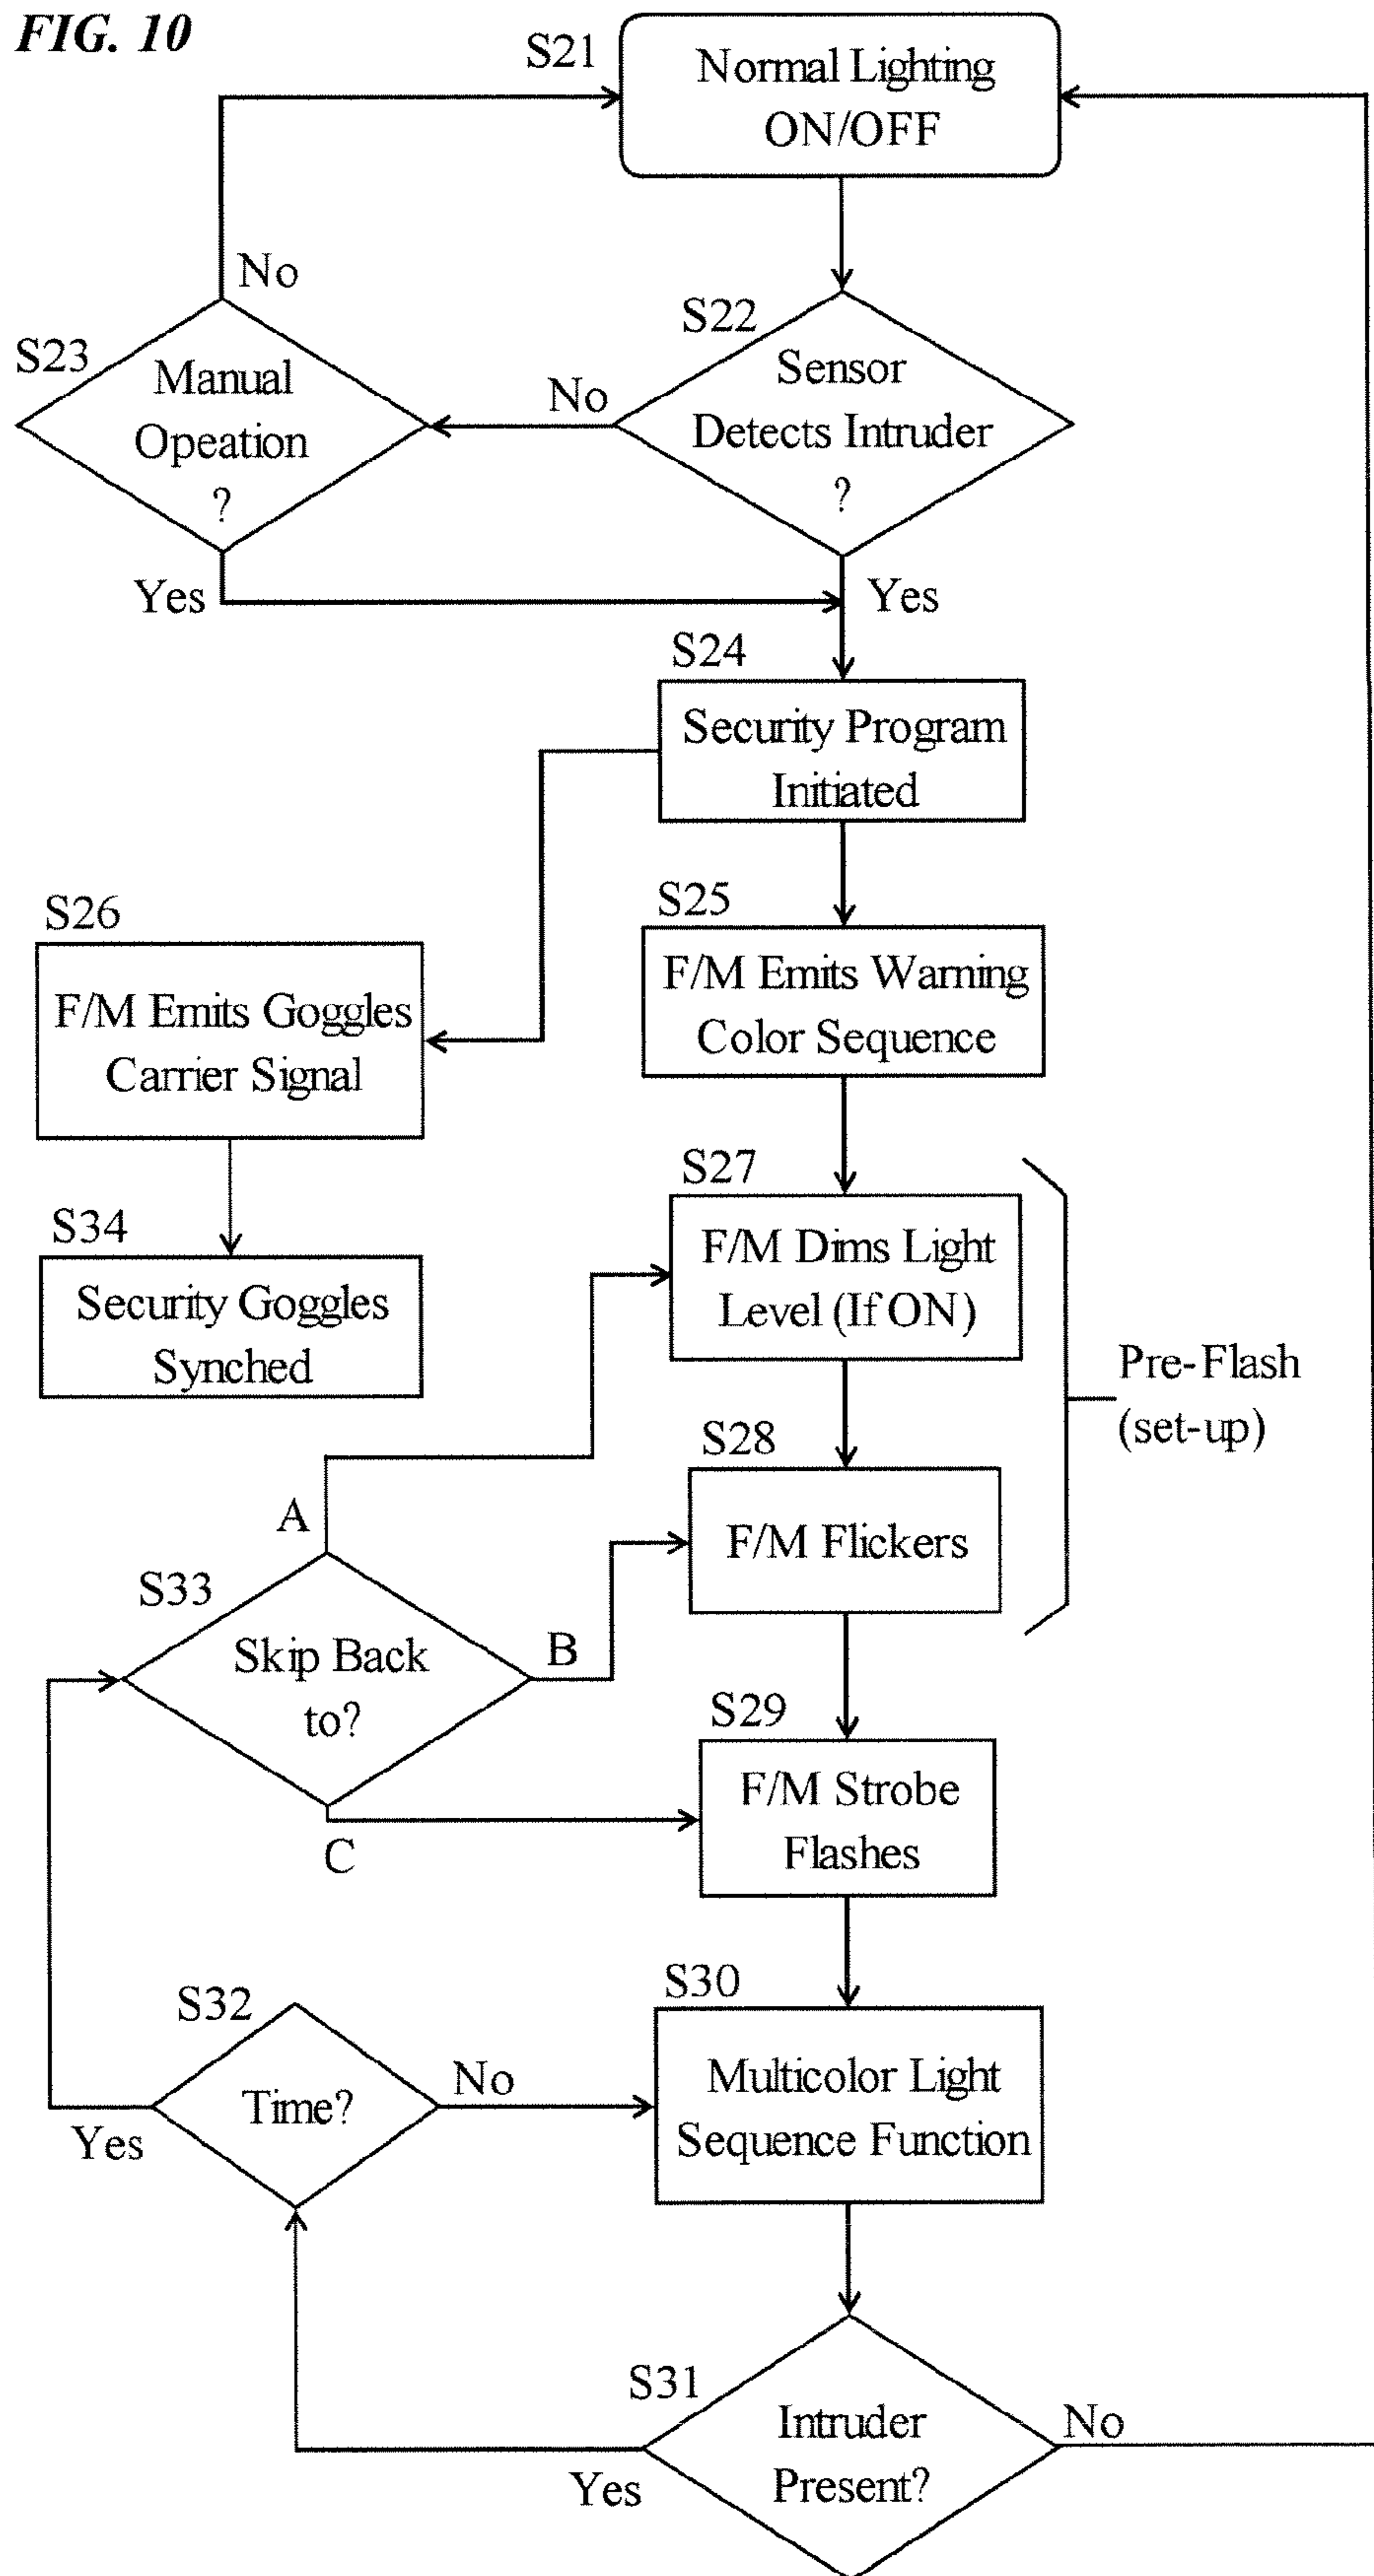 FIG. 10
S21
Normal Lighting
ON/OFF
No
S22
Sensor
Detects Intruder
?
No
S23
Manual
Opeation
?
Yes
Yes
S24
Security Program
Initiated
S25
F/M Emits Warning
Color Sequence
S26
F/M Emits Goggles
Carrier Signal
S27
F/M Dims Light
Level (If ON)
S34
Security Goggles
Synched
Pre-Flash
(set-up)
S28
F/M Flickers
A
S33
Skip Back
to?
B
C
S29
F/M Strobe
Flashes
S30
Multicolor Light
Sequence Function
S32
Time?
No
Yes
S31
Intruder
Present?
No
Yes